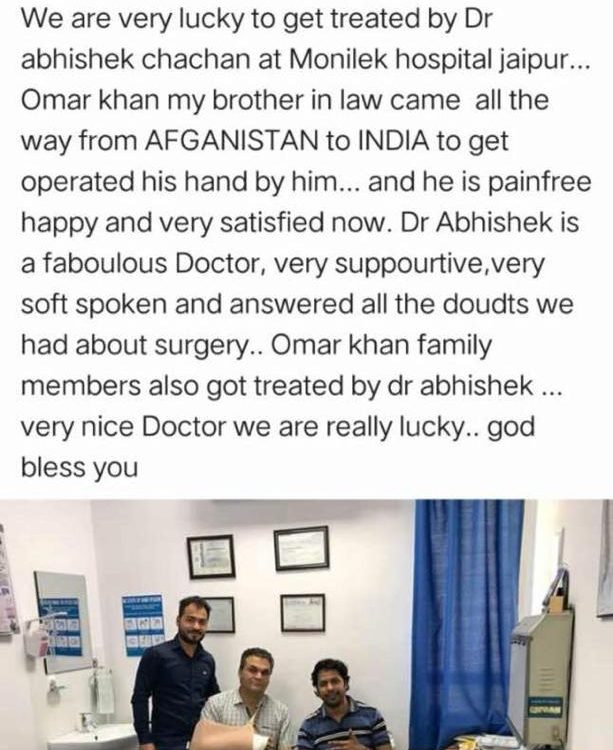 We are very lucky to get treated by Dr
abhishek chachan at Monilek hospital jaipur...
Omar khan my brother in law came  all the
way from AFGANISTAN to INDIA to get
operated his hand by him... and he is painfree
happy and very satisfied now. Dr Abhishek is
a faboulous Doctor, very suppourtive,very
soft spoken and answered all the doudts we
had about surgery.. Omar khan family
members also got treated by dr abhishek ...
very nice Doctor we are really lucky.. god
bless you